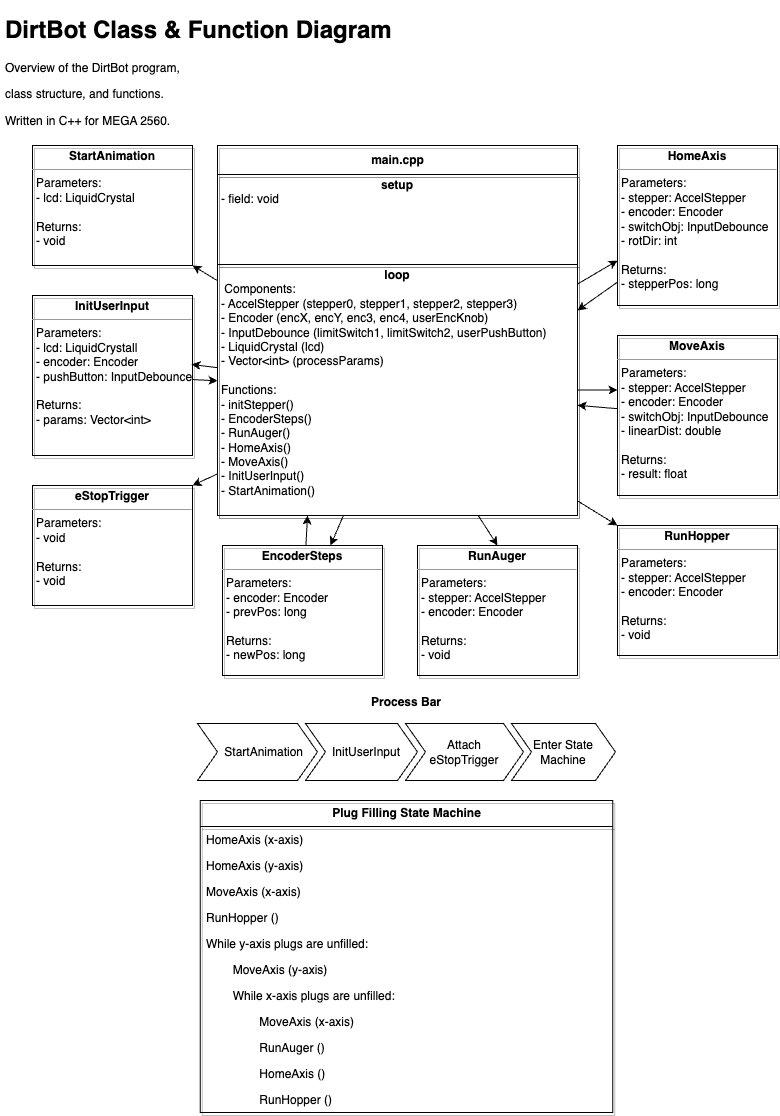 DirtBot Class & Function Diagram
Overview of the DirtBot program,
class structure, and functions.
Written in C++ for MEGA 2560.
StartAnimation
Parameters:
- lcd: LiquidCrystal
Returns:
- void
InitUserInput
Parameters:
- lcd: LiquidCrystall
- encoder: Encoder
- pushButton: InputDebounce
Returns:
- params: Vector<int>
eStopTrigger
Parameters:
- void
Returns:
- void
main.cpp
setup
- field: void
loop
Components:
- AccelStepper (stepper0, stepper1, stepper2, stepper3)
- Encoder (encX, encY, enc3, enc4, userEncKnob)
- InputDebounce (limitSwitch1, limitSwitch2, userPushButton)
- LiquidCrystal (lcd)
- Vector<int> (processParams)
Functions:
- initStepper()
- EncoderSteps()
- RunAuger()
- HomeAxis()
- MoveAxis()
- InitUserInput()
- StartAnimation()
HomeAxis
Parameters:
- stepper: AccelStepper
- encoder: Encoder
- switchObj: InputDebounce
- rotDir: int
Returns:
- stepperPos: long
MoveAxis
Parameters:
- stepper: AccelStepper
- encoder: Encoder
- switchObj: InputDebounce
- linearDist: double
Returns:
- result: float
RunHopper
Parameters:
- stepper: AccelStepper
- encoder: Encoder
Returns:
- void
EncoderSteps
Parameters:
- encoder: Encoder
- prevPos: long
Returns:
- newPos: long
RunAuger
Parameters:
- stepper: AccelStepper
- encoder: Encoder
Returns:
- void
Process Bar
StartAnimation
InitUserInput
Attach
eStopTrigger
Enter State
Machine
Plug Filling State Machine
HomeAxis (x-axis)
HomeAxis (y-axis)
MoveAxis (x-axis)
RunHopper ()
While y-axis plugs are unfilled:
MoveAxis (y-axis)
While x-axis plugs are unfilled:
MoveAxis (x-axis)
RunAuger ()
HomeAxis ()
RunHopper ()